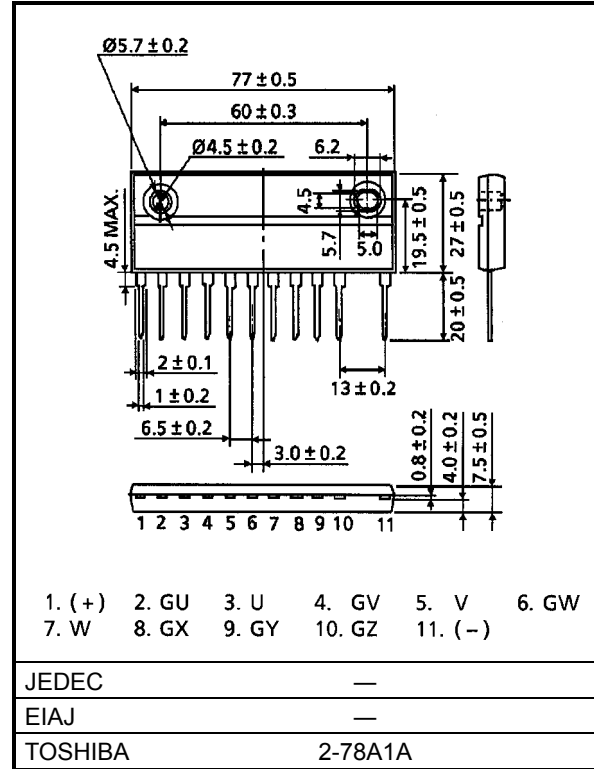 Ø5.7 ± 0.2
77 ± 0.5
60 ± 0.3
Ø4.5 ± 0.2
6.2
4.5 MAX.
4.5
5.7
5.0
19.5 ± 0.5
27 ± 0.5
20 ± 0.5
2 ± 0.1
1 ± 0.2
13 ± 0.2
6.5 ± 0.2
3.0 ± 0.2
0.8 ± 0.2
4.0 ± 0.2
7.5 ± 0.5
1 2 3 4 5 6 7 8 9 10 11
1. (+) 2. GU 3. U 4. GV 5. V 6. GW
7. W 8. GX 9. GY 10. GZ 11. (−)
JEDEC —
EIAJ —
TOSHIBA 2-78A1A